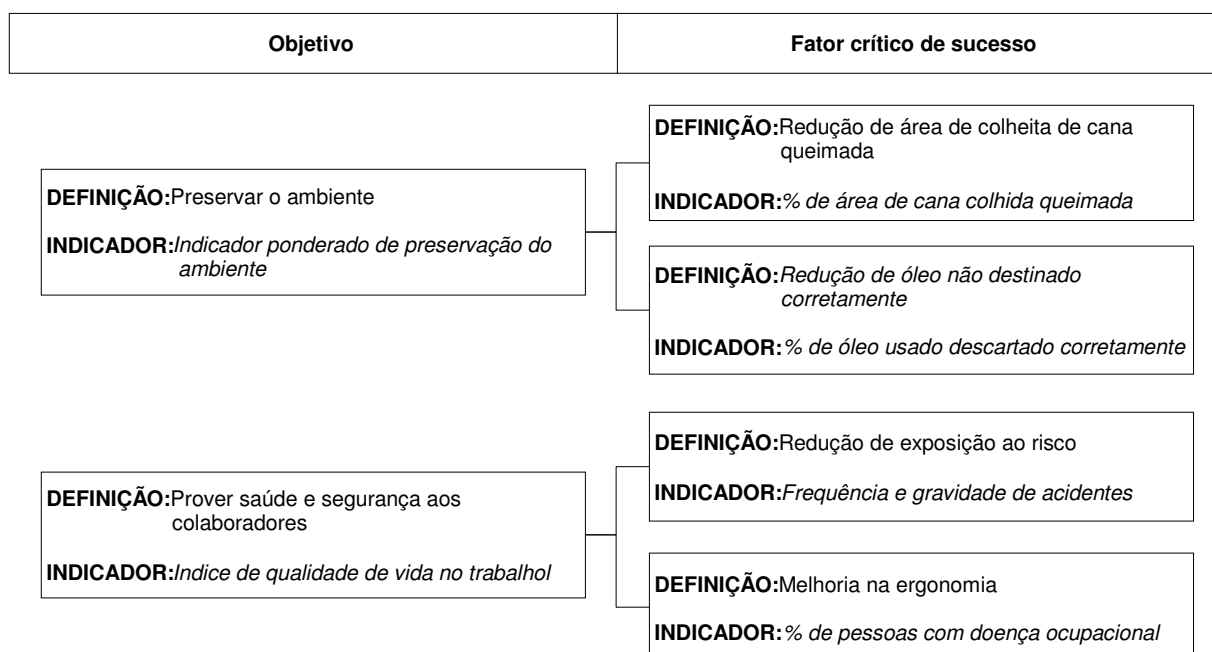 Objetivo
Fator crítico de sucesso
DEFINIÇÃO:Preservar o ambiente
INDICADOR:Indicador ponderado de preservação do
ambiente
DEFINIÇÃO:Redução de área de colheita de cana
queimada
INDICADOR:% de área de cana colhida queimada
DEFINIÇÃO:Redução de óleo não destinado
corretamente
INDICADOR:% de óleo usado descartado corretamente
DEFINIÇÃO:Prover saúde e segurança aos
colaboradores
INDICADOR:Indice de qualidade de vida no trabalhol
DEFINIÇÃO:Redução de exposição ao risco
INDICADOR:Frequência e gravidade de acidentes
DEFINIÇÃO:Melhoria na ergonomia
INDICADOR:% de pessoas com doença ocupacional